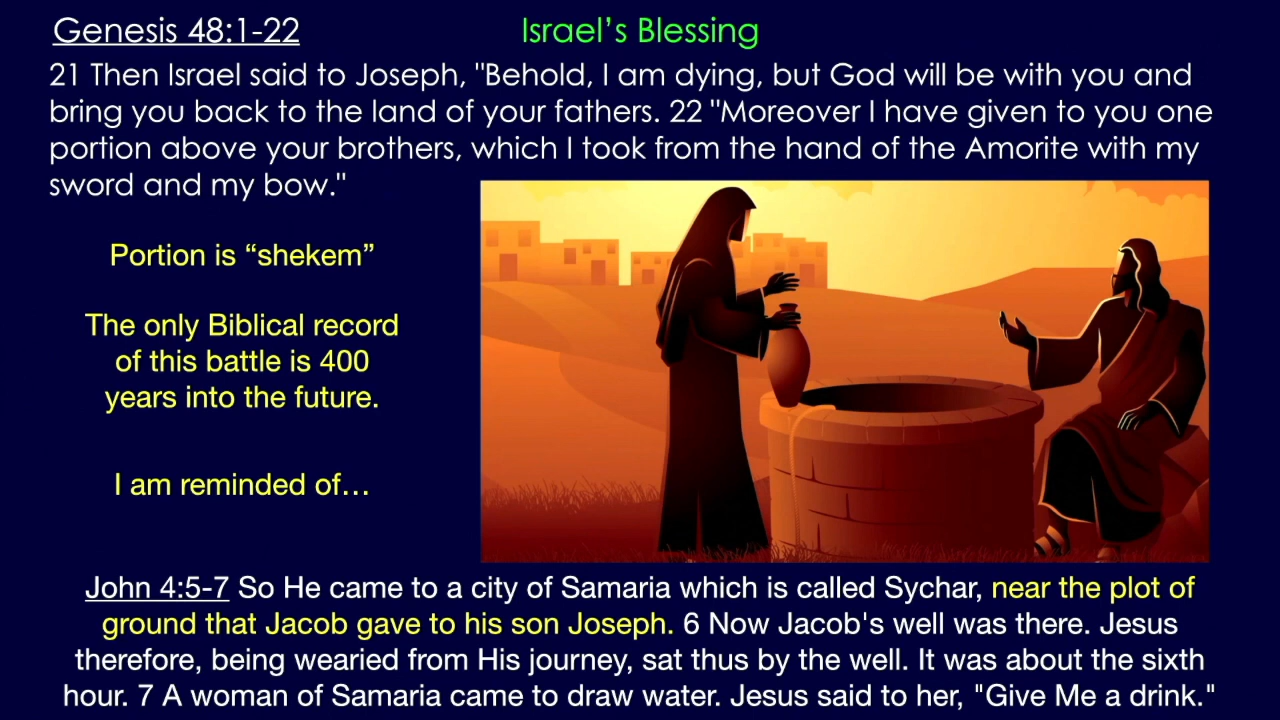 Genesis 48:1-22
Israel’s Blessing
21 Then Israel said to Joseph, "Behold, I am dying, but God will be with you and
bring you back to the land of your fathers. 22 "Moreover I have given to you one
portion above your brothers, which I took from the hand of the Amorite with my
sword and my bow."
Portion is “shekem”
The only Biblical record
of this battle is 400
years into the future.
I am reminded of…
John 4:5-7 So He came to a city of Samaria which is called Sychar, near the plot of
ground that Jacob gave to his son Joseph. 6 Now Jacob's well was there. Jesus
therefore, being wearied from His journey, sat thus by the well. It was about the sixth
hour. 7 A woman of Samaria came to draw water. Jesus said to her, "Give Me a drink."